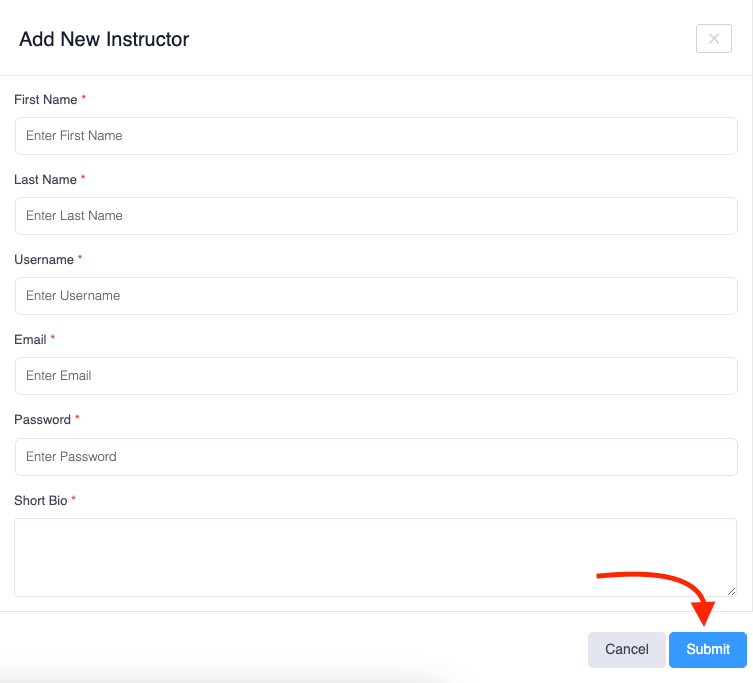 Add New Instructor
First Name *
Enter First Name
Last Name *
Enter Last Name
Username *
Enter Username
Email *
Enter Email
Password *
Enter Password
Short Bio *
Cancel Submit